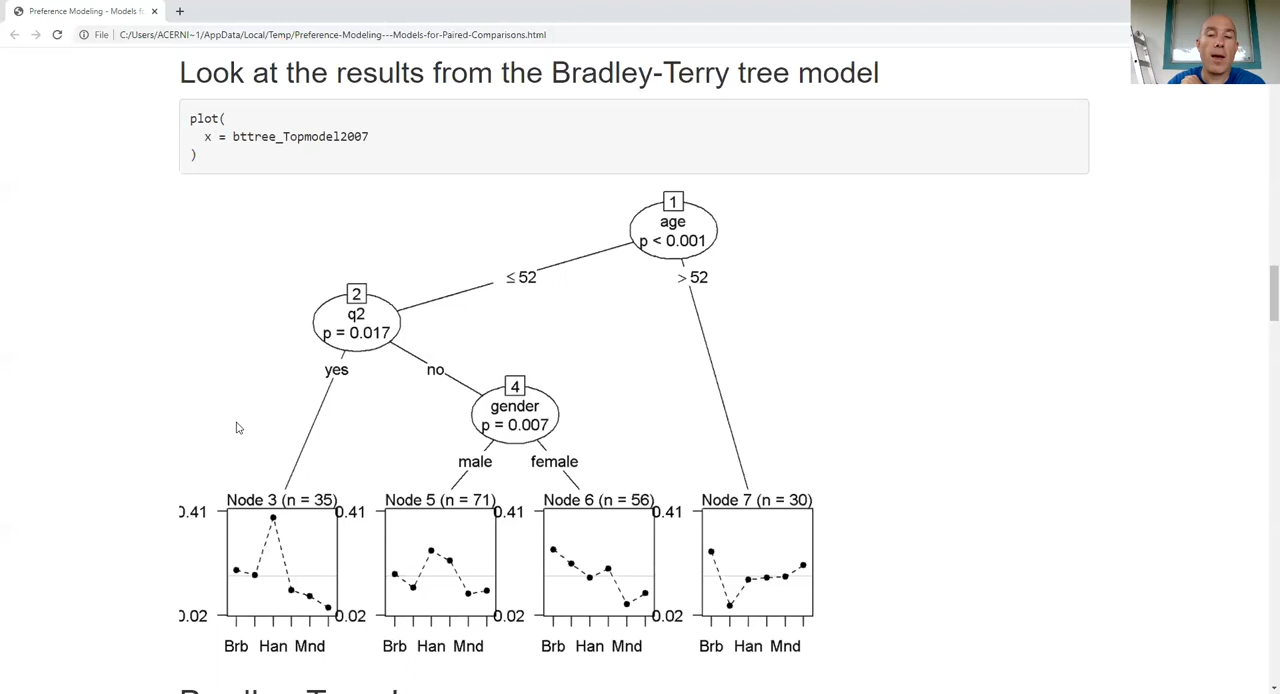 Preference Modeling - Models f
File
C:/Users/ACERNI~1/AppData/Local/Temp/Preference-Modeling---Models-for-Paired-Comparisons.html
Look at the results from the Bradley-Terry tree model
plot(
x = bttree_Topmodel2007
)
1
age
p < 0.001
≤ 52
> 52
2
q2
p = 0.017
yes
no
4
gender
p = 0.007
male
female
Node 3 (n = 35)
Node 5 (n = 71)
Node 6 (n = 56)
Node 7 (n = 30)
0.41
0.41
0.41
0.41
0.02
0.02
0.02
0.02
Brb Han Mnd
Brb Han Mnd
Brb Han Mnd
Brb Han Mnd